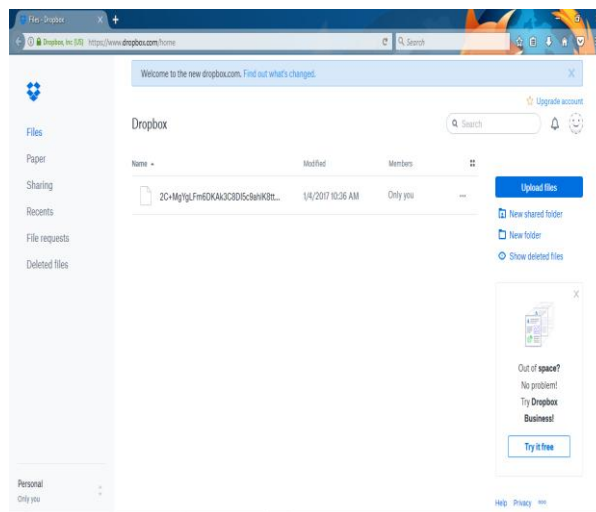 Files - Dropbox
Dropbox, Inc (US) https://www.dropbox.com/home
Search
Welcome to the new dropbox.com. Find out what's changed.
X
Upgrade account
Dropbox
Search
Files
Paper
Sharing
Recents
File requests
Deleted files
Name
Modified
Members
2C+MgYgLFm6DKAk3C8DI5c9ahiK8tt...
1/4/2017 10:36 AM
Only you
Upload files
New shared folder
New folder
Show deleted files
X
Out of space?
No problem!
Try Dropbox
Business!
Try it free
Personal
Only you
Help Privacy